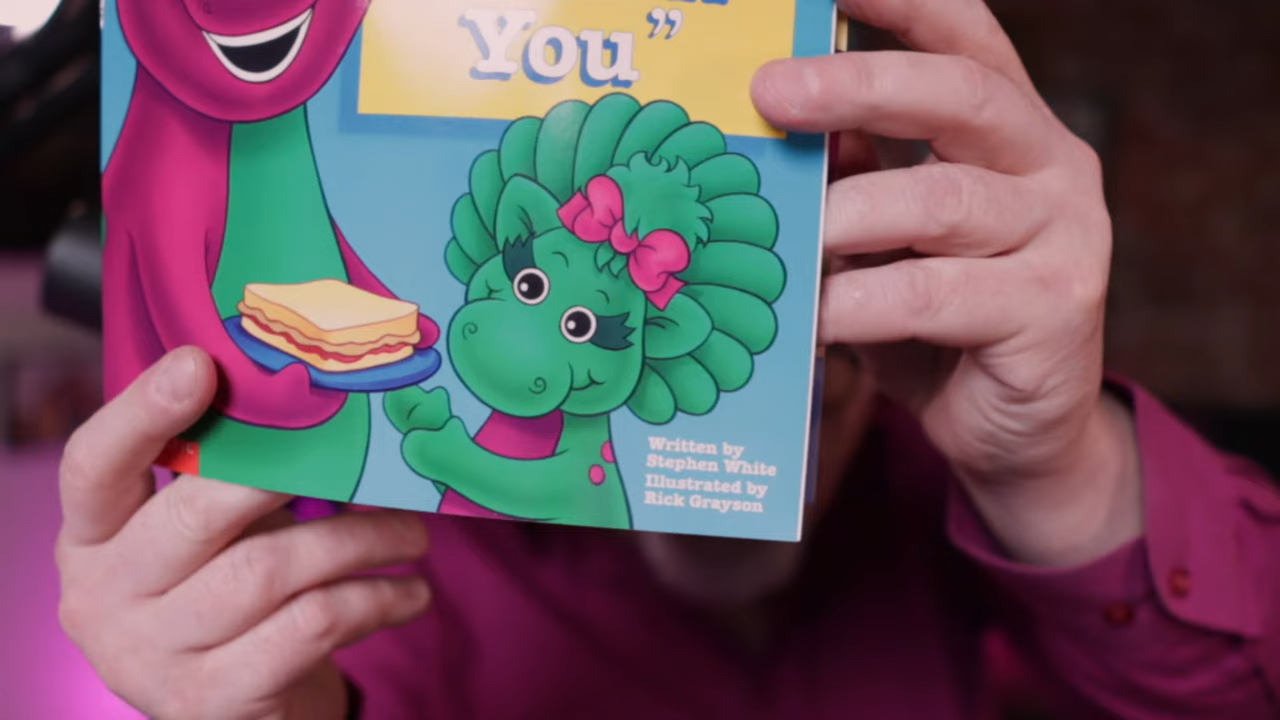 You”
Written by
Stephen White
Illustrated by
Rick Grayson